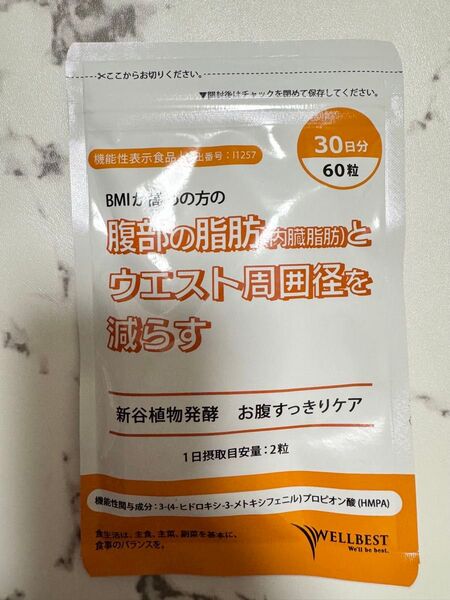 ✂ここからお切りください。
▼開封後はチャックを閉めて保存してください。
機能性表示食品 届出番号：I1257
30日分
60粒
BMIが高めの方の
腹部の脂肪(内臓脂肪)と
ウエスト周囲径を
減らす
新谷植物発酵 お腹すっきりケア
1日摂取目安量：2粒
機能性関与成分：3-(4-ヒドロキシ-3-メトキシフェニル)プロピオン酸(HMPA)
食生活は、主食、主菜、副菜を基本に、
食事のバランスを。
WELLBEST
We'll be best.